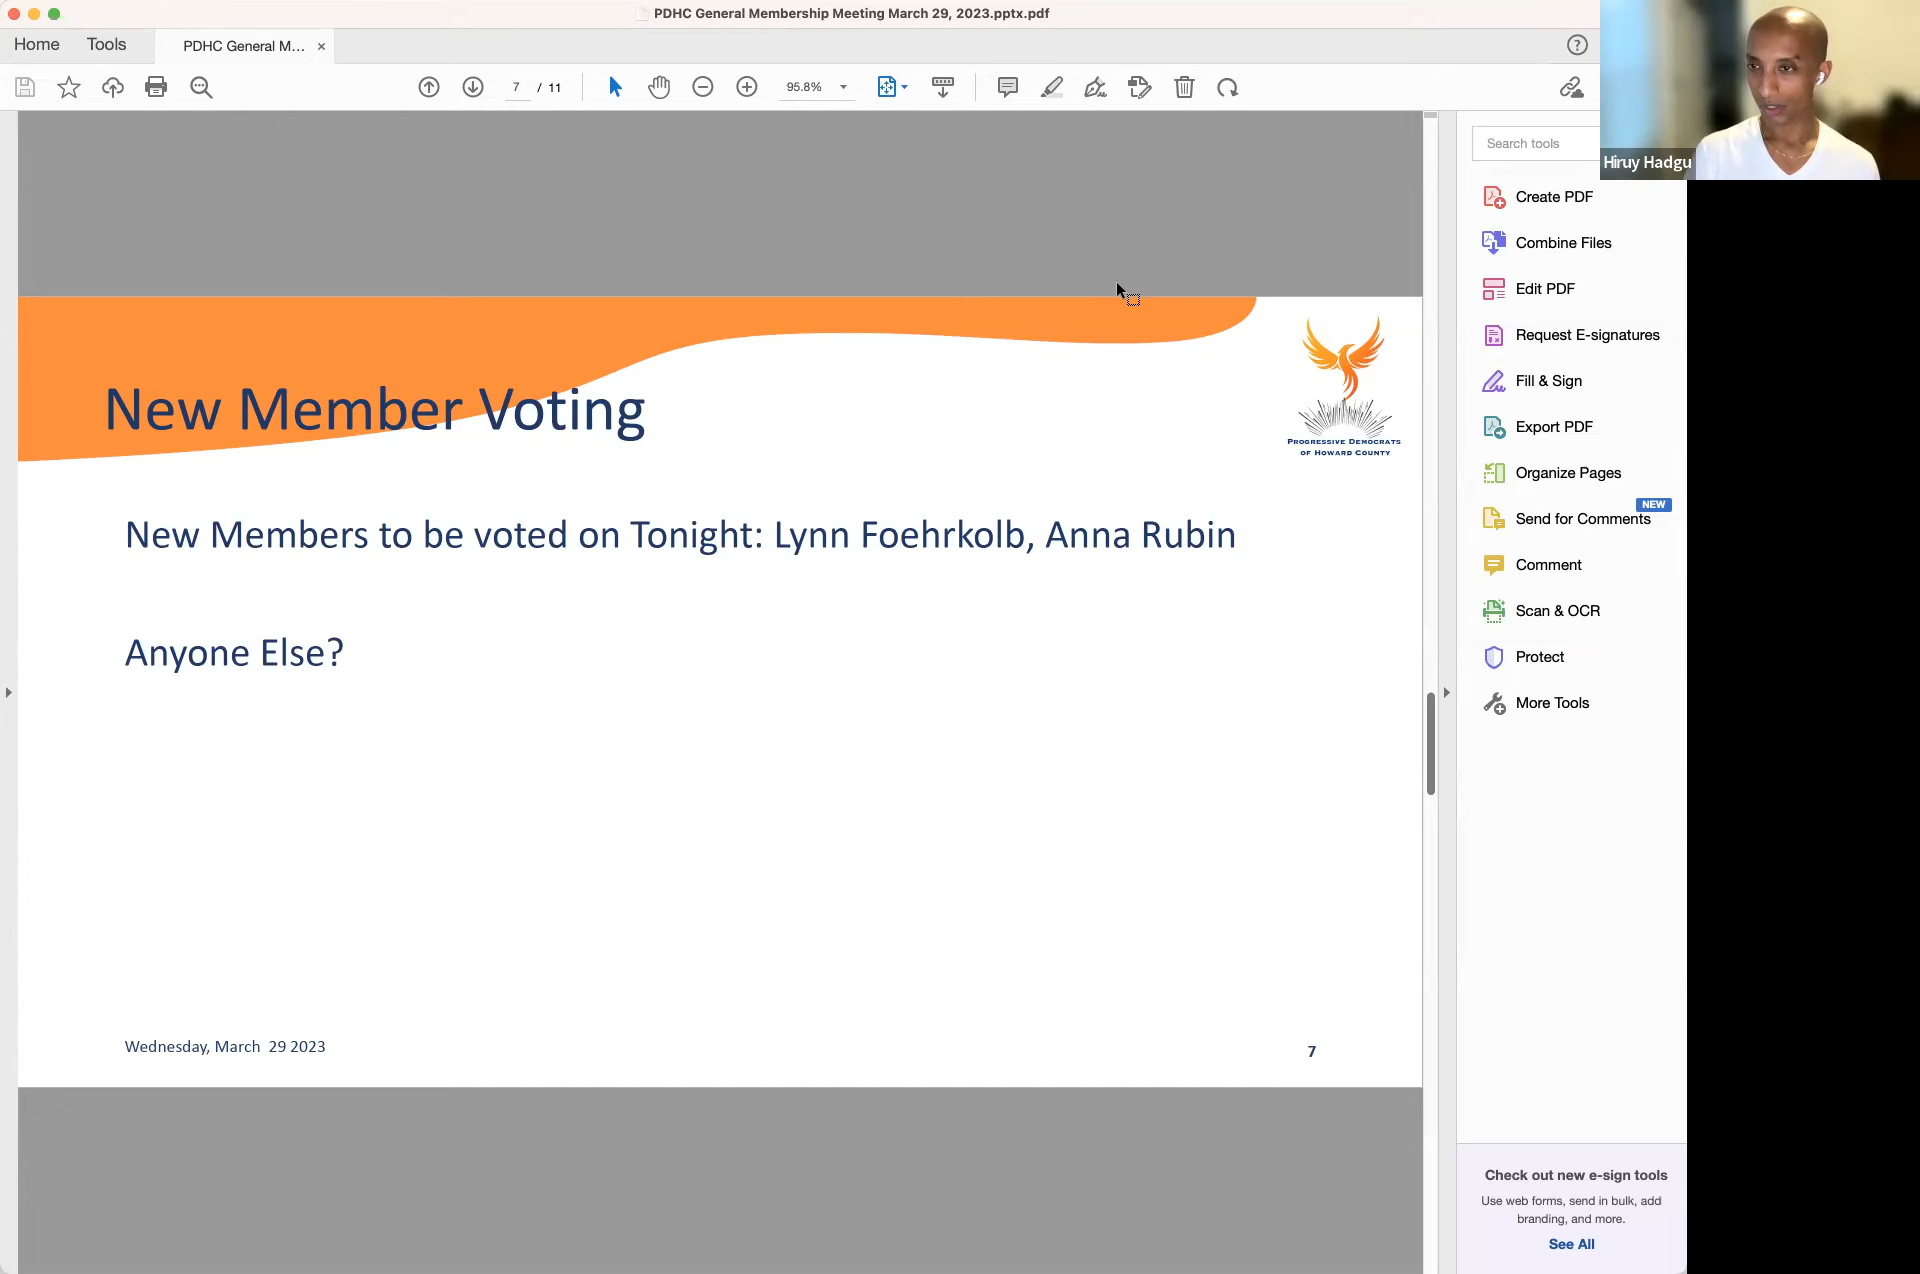 PDHC General Membership Meeting March 29, 2023.pptx.pdf
Home Tools PDHC General M... ×
7 / 11 95.8%
Hiruy Hadgu
Search tools
Create PDF
Combine Files
Edit PDF
Request E-signatures
Fill & Sign
Export PDF
Organize Pages
NEW
Send for Comments
Comment
Scan & OCR
Protect
More Tools
New Member Voting
PROGRESSIVE DEMOCRATS
OF HOWARD COUNTY
New Members to be voted on Tonight: Lynn Foehrkolb, Anna Rubin
Anyone Else?
Wednesday, March 29 2023
7
Check out new e-sign tools
Use web forms, send in bulk, add
branding, and more.
See All